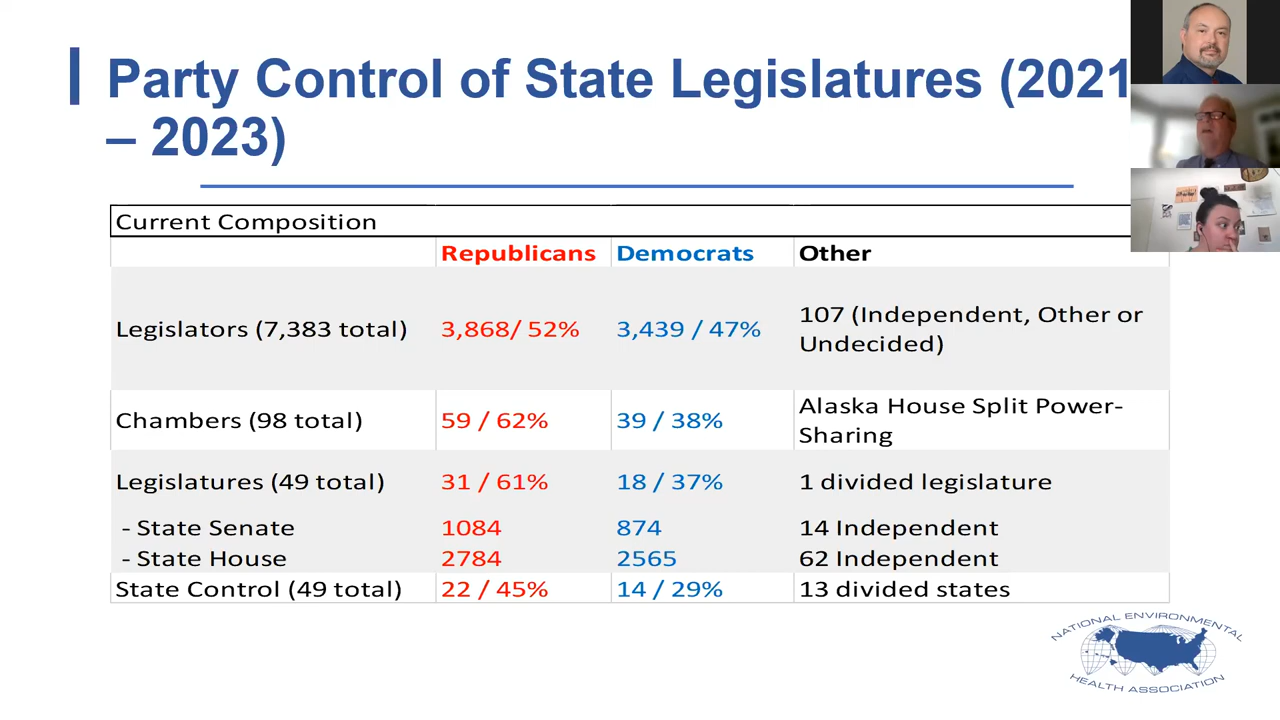 Party Control of State Legislatures (2021
– 2023)
Current Composition
Republicans Democrats Other
Legislators (7,383 total) 3,868/ 52% 3,439 / 47% 107 (Independent, Other or
Undecided)
Chambers (98 total) 59 / 62% 39 / 38% Alaska House Split Power-
Sharing
Legislatures (49 total) 31 / 61% 18 / 37% 1 divided legislature
- State Senate 1084 874 14 Independent
- State House 2784 2565 62 Independent
State Control (49 total) 22 / 45% 14 / 29% 13 divided states
NATIONAL ENVIRONMENTAL
HEALTH ASSOCIATION